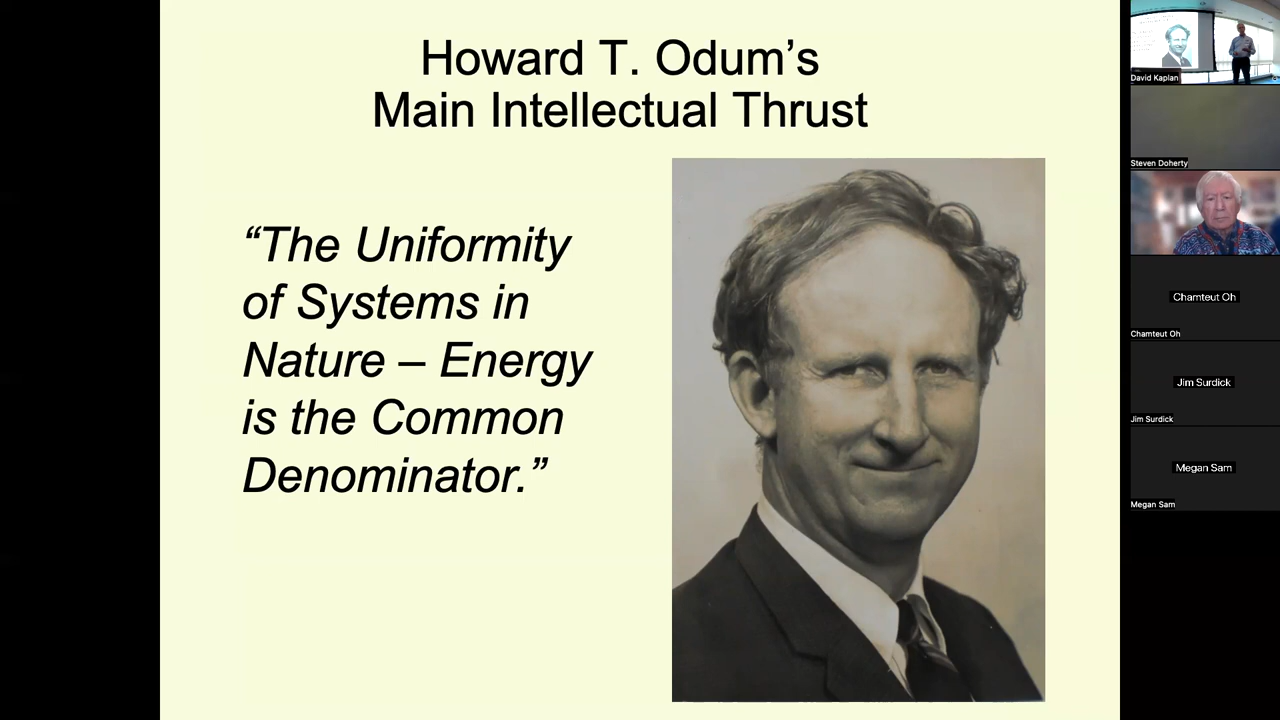 Howard T. Odum’s
Main Intellectual Thrust
“The Uniformity
of Systems in
Nature – Energy
is the Common
Denominator.”
David Kaplan
Steven Doherty
Chamteut Oh
Chamteut Oh
Jim Surdick
Jim Surdick
Megan Sam
Megan Sam